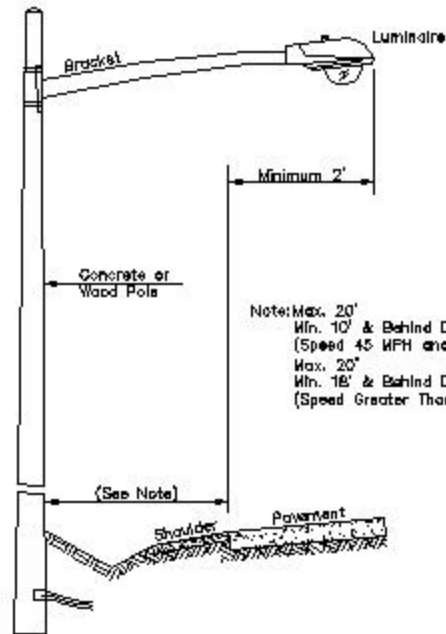 Luminaire
Bracket
Minimum 2'
Concrete or
Wood Pole
Note: Max. 20'
Min. 10' & Behind D
(Speed 45 MPH and
Max. 20'
Min. 18' & Behind D
(Speed Greater Than
(See Note)
Shoulder
Pavement